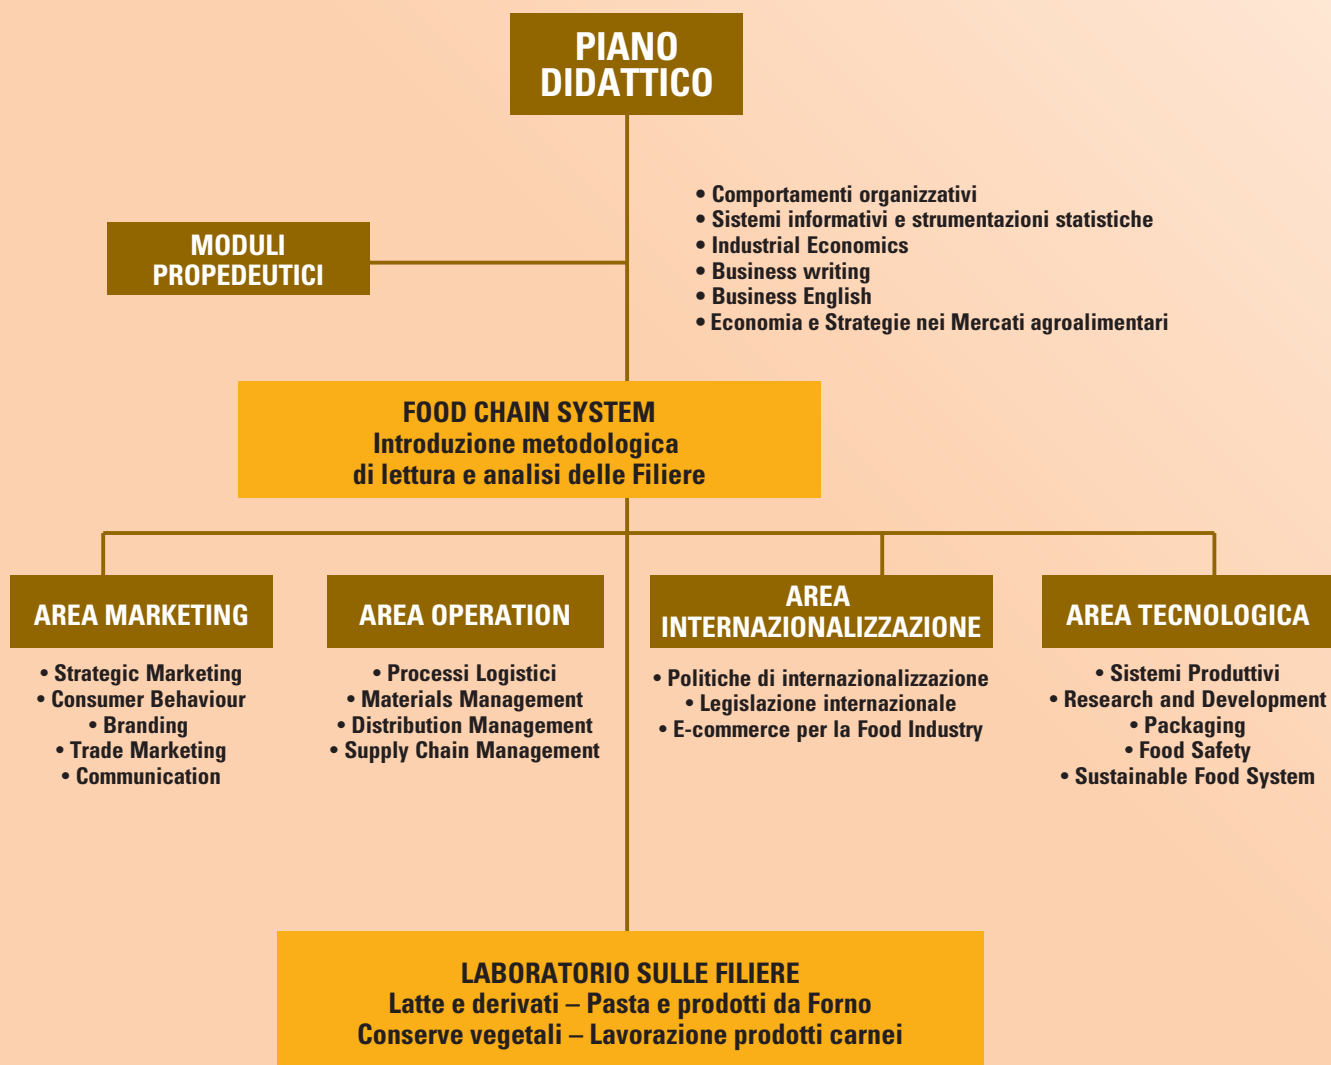 PIANO
DIDATTICO
MODULI
PROPEDEUTICI
• Comportamenti organizzativi
• Sistemi informativi e strumentazioni statistiche
• Industrial Economics
• Business writing
• Business English
• Economia e Strategie nei Mercati agroalimentari
FOOD CHAIN SYSTEM
Introduzione metodologica
di lettura e analisi delle Filiere
AREA MARKETING
• Strategic Marketing
• Consumer Behaviour
• Branding
• Trade Marketing
• Communication
AREA OPERATION
• Processi Logistici
• Materials Management
• Distribution Management
• Supply Chain Management
AREA
INTERNAZIONALIZZAZIONE
• Politiche di internazionalizzazione
• Legislazione internazionale
• E-commerce per la Food Industry
AREA TECNOLOGICA
• Sistemi Produttivi
• Research and Development
• Packaging
• Food Safety
• Sustainable Food System
LABORATORIO SULLE FILIERE
Latte e derivati – Pasta e prodotti da Forno
Conserve vegetali – Lavorazione prodotti carnei